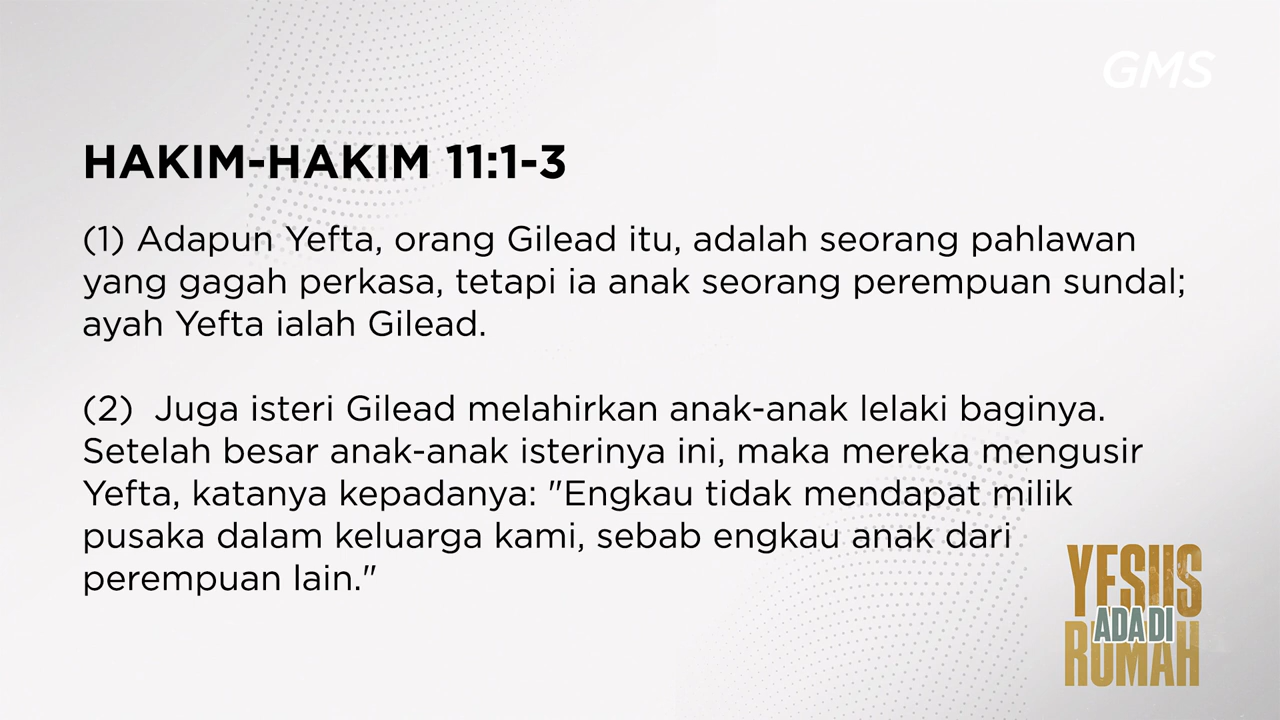 GMS
HAKIM-HAKIM 11:1-3
(1) Adapun Yefta, orang Gilead itu, adalah seorang pahlawan
yang gagah perkasa, tetapi ia anak seorang perempuan sundal;
ayah Yefta ialah Gilead.
(2)  Juga isteri Gilead melahirkan anak-anak lelaki baginya.
Setelah besar anak-anak isterinya ini, maka mereka mengusir
Yefta, katanya kepadanya: "Engkau tidak mendapat milik
pusaka dalam keluarga kami, sebab engkau anak dari
perempuan lain."
YESUS
ADA DI
RUMAH